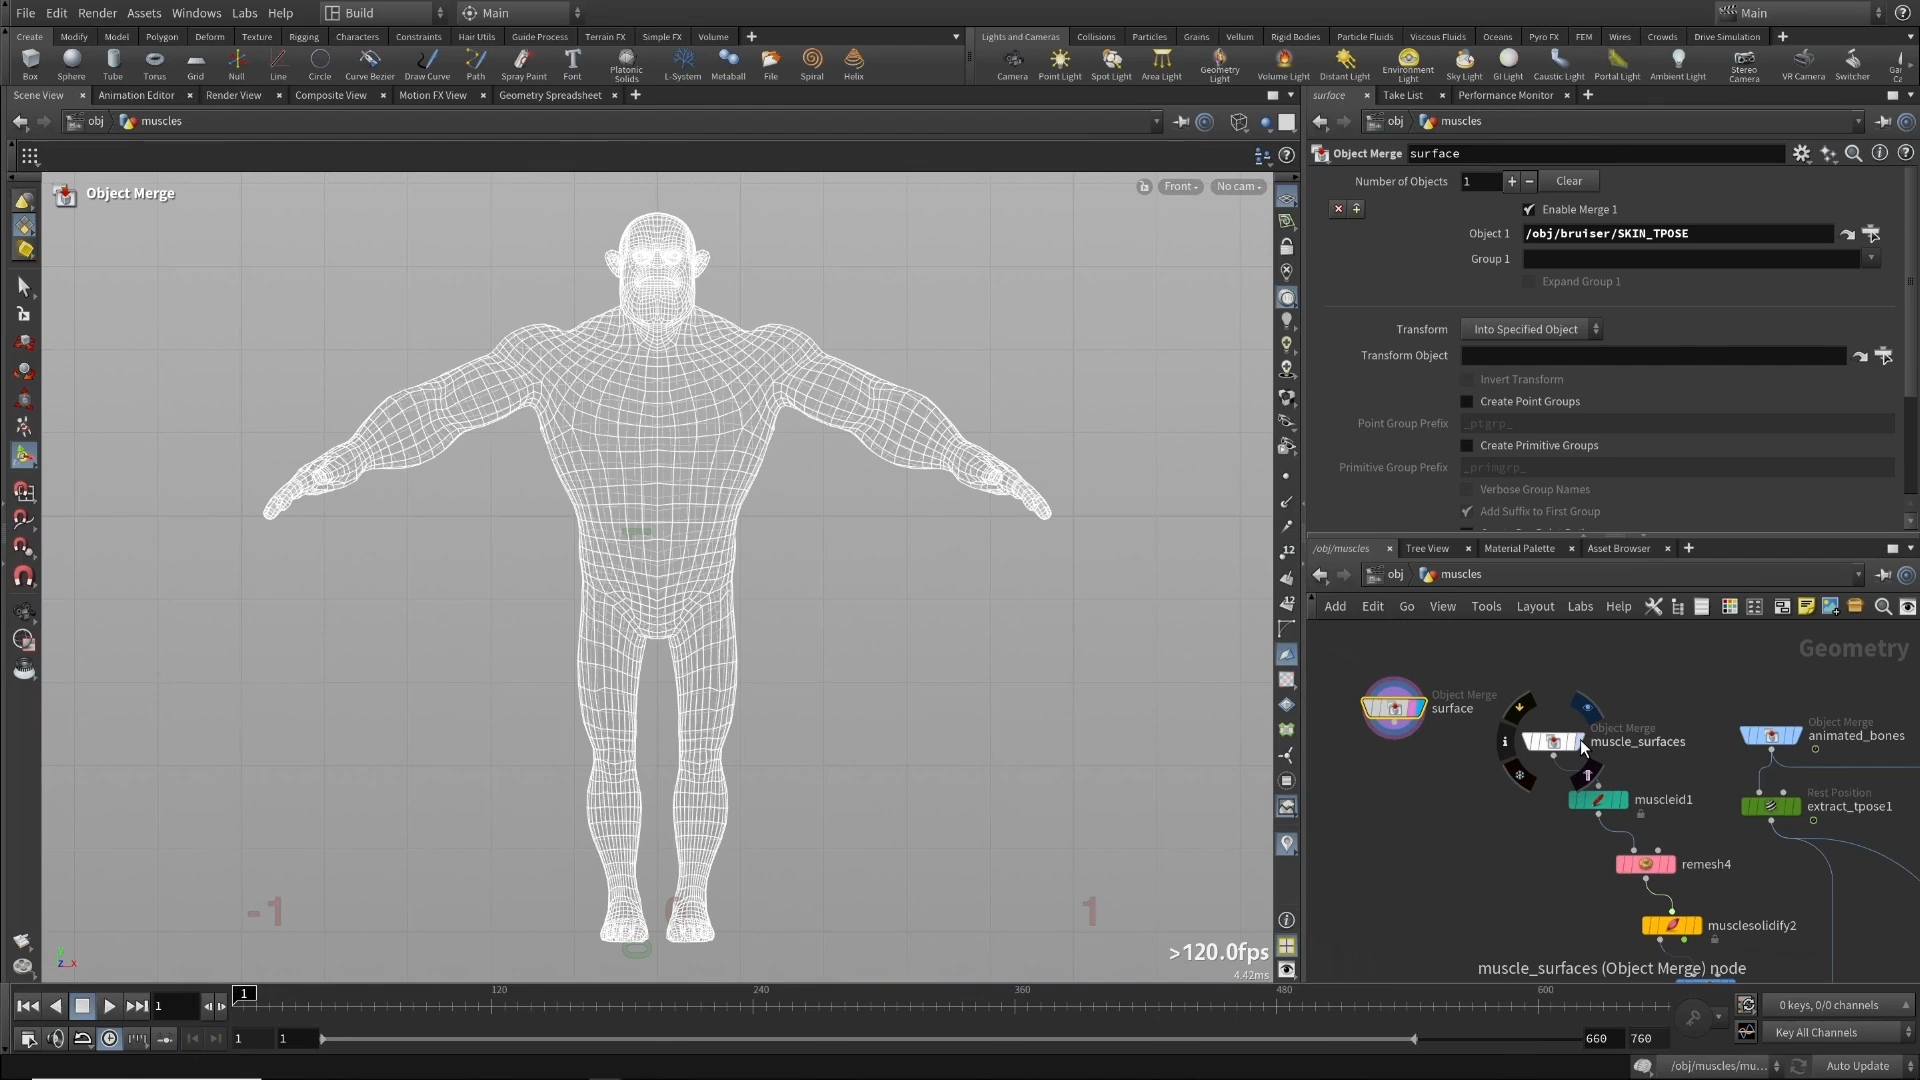 File Edit Render Assets Windows Labs Help Build Main Main
Create Modify Model Polygon Deform Texture Rigging Characters Constraints Hair Utils Guide Process Terrain FX Simple FX Volume
Lights and Cameras Collisions Particles Grains Vellum Rigid Bodies Particle Fluids Viscous Fluids Oceans Pyro FX FEM Wires Crowds Drive Simulation
Box Sphere Tube Torus Grid Null Line Circle Curve Bezier Draw Curve Path Spray Paint Font Platonic Solids L-System Metaball File Spiral Helix
Camera Point Light Spot Light Area Light Geometry Light Volume Light Distant Light Environment Light Sky Light GI Light Caustic Light Portal Light Ambient Light Stereo Camera VR Camera Switcher
Scene View Animation Editor Render View Composite View Motion FX View Geometry Spreadsheet
surface Take List Performance Monitor
obj muscles
obj muscles
Object Merge surface
Object Merge
Front No cam
Number of Objects 1 Clear
Enable Merge 1
Object 1 /obj/bruiser/SKIN_TPOSE
Group 1
Expand Group 1
Transform Into Specified Object
Transform Object
Invert Transform
Create Point Groups
Point Group Prefix _ptgrp_
Create Primitive Groups
Primitive Group Prefix _primgrp_
Verbose Group Names
Add Suffix to First Group
/obj/muscles Tree View Material Palette Asset Browser
obj muscles
Add Edit Go View Tools Layout Labs Help
Geometry
Object Merge
surface
Object Merge
muscle_surfaces
Object Merge
animated_bones
muscleid1
Rest Position
extract_tpose1
remesh4
musclesolidify2
muscle_surfaces (Object Merge) node
12
12
-1
0
1
>120.0fps
4.42ms
y
z x
1 1 120 240 360 480 600
0 keys, 0/0 channels
1 1 660 760
Key All Channels
/obj/muscles/mu... Auto Update